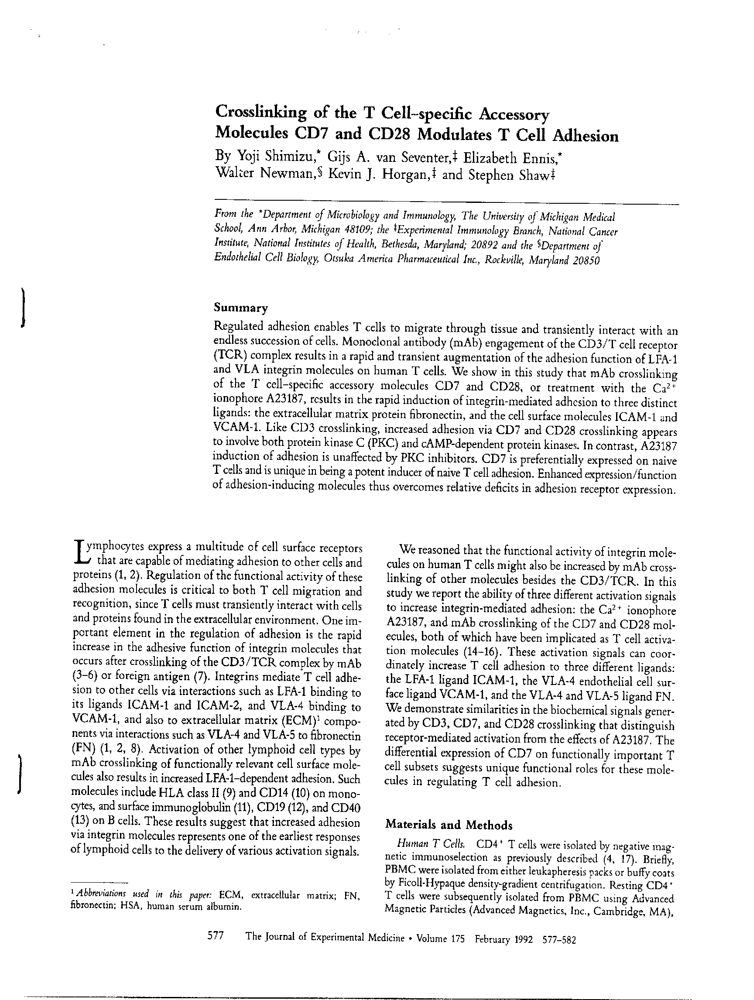 Crosslinking of the T Cell–specific Accessory
Molecules CD7 and CD28 Modulates T Cell Adhesion
By Yoji Shimizu,* Gijs A. van Seventer,‡ Elizabeth Ennis,*
Walter Newman,§ Kevin J. Horgan,‡ and Stephen Shaw‡
From the *Department of Microbiology and Immunology, The University of Michigan Medical
School, Ann Arbor, Michigan 48109; the ‡Experimental Immunology Branch, National Cancer
Institute, National Institutes of Health, Bethesda, Maryland; 20892 and the §Department of
Endothelial Cell Biology, Otsuka America Pharmaceutical Inc., Rockville, Maryland 20850
Summary
Regulated adhesion enables T cells to migrate through tissue and transiently interact with an
endless succession of cells. Monoclonal antibody (mAb) engagement of the CD3/T cell receptor
(TCR) complex results in a rapid and transient augmentation of the adhesion function of LFA-1
and VLA integrin molecules on human T cells. We show in this study that mAb crosslinking
of the T cell–specific accessory molecules CD7 and CD28, or treatment with the Ca²⁺
ionophore A23187, results in the rapid induction of integrin-mediated adhesion to three distinct
ligands: the extracellular matrix protein fibronectin, and the cell surface molecules ICAM-1 and
VCAM-1. Like CD3 crosslinking, increased adhesion via CD7 and CD28 crosslinking appears
to involve both protein kinase C (PKC) and cAMP-dependent protein kinases. In contrast, A23187
induction of adhesion is unaffected by PKC inhibitors. CD7 is preferentially expressed on naive
T cells and is unique in being a potent inducer of naive T cell adhesion. Enhanced expression/function
of adhesion-inducing molecules thus overcomes relative deficits in adhesion receptor expression.
Lymphocytes express a multitude of cell surface receptors
that are capable of mediating adhesion to other cells and
proteins (1, 2). Regulation of the functional activity of these
adhesion molecules is critical to both T cell migration and
recognition, since T cells must transiently interact with cells
and proteins found in the extracellular environment. One im-
portant element in the regulation of adhesion is the rapid
increase in the adhesive function of integrin molecules that
occurs after crosslinking of the CD3/TCR complex by mAb
(3–6) or foreign antigen (7). Integrins mediate T cell adhe-
sion to other cells via interactions such as LFA-1 binding to
its ligands ICAM-1 and ICAM-2, and VLA-4 binding to
VCAM-1, and also to extracellular matrix (ECM)¹ compo-
nents via interactions such as VLA-4 and VLA-5 to fibronectin
(FN) (1, 2, 8). Activation of other lymphoid cell types by
mAb crosslinking of functionally relevant cell surface mole-
cules also results in increased LFA-1–dependent adhesion. Such
molecules include HLA class II (9) and CD14 (10) on mono-
cytes, and surface immunoglobulin (11), CD19 (12), and CD40
(13) on B cells. These results suggest that increased adhesion
via integrin molecules represents one of the earliest responses
of lymphoid cells to the delivery of various activation signals.
¹ Abbreviations used in this paper: ECM, extracellular matrix; FN,
fibronectin; HSA, human serum albumin.
We reasoned that the functional activity of integrin mole-
cules on human T cells might also be increased by mAb cross-
linking of other molecules besides the CD3/TCR. In this
study we report the ability of three different activation signals
to increase integrin-mediated adhesion: the Ca²⁺ ionophore
A23187, and mAb crosslinking of the CD7 and CD28 mol-
ecules, both of which have been implicated as T cell activa-
tion molecules (14–16). These activation signals can coor-
dinately increase T cell adhesion to three different ligands:
the LFA-1 ligand ICAM-1, the VLA-4 endothelial cell sur-
face ligand VCAM-1, and the VLA-4 and VLA-5 ligand FN.
We demonstrate similarities in the biochemical signals gener-
ated by CD3, CD7, and CD28 crosslinking that distinguish
receptor-mediated activation from the effects of A23187. The
differential expression of CD7 on functionally important T
cell subsets suggests unique functional roles for these mole-
cules in regulating T cell adhesion.
Materials and Methods
Human T Cells. CD4⁺ T cells were isolated by negative mag-
netic immunoselection as previously described (4, 17). Briefly,
PBMC were isolated from either leukapheresis packs or buffy coats
by Ficoll-Hypaque density-gradient centrifugation. Resting CD4⁺
T cells were subsequently isolated from PBMC using Advanced
Magnetic Particles (Advanced Magnetics, Inc., Cambridge, MA),
577 The Journal of Experimental Medicine • Volume 175 February 1992 577–582